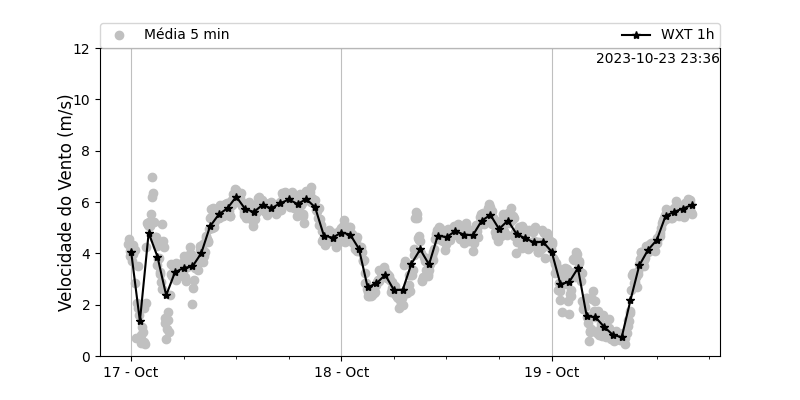 Média 5 min
WXT 1h
2023-10-23 23:36
Velocidade do Vento (m/s)
12
10
8
6
4
2
0
17 - Oct
18 - Oct
19 - Oct